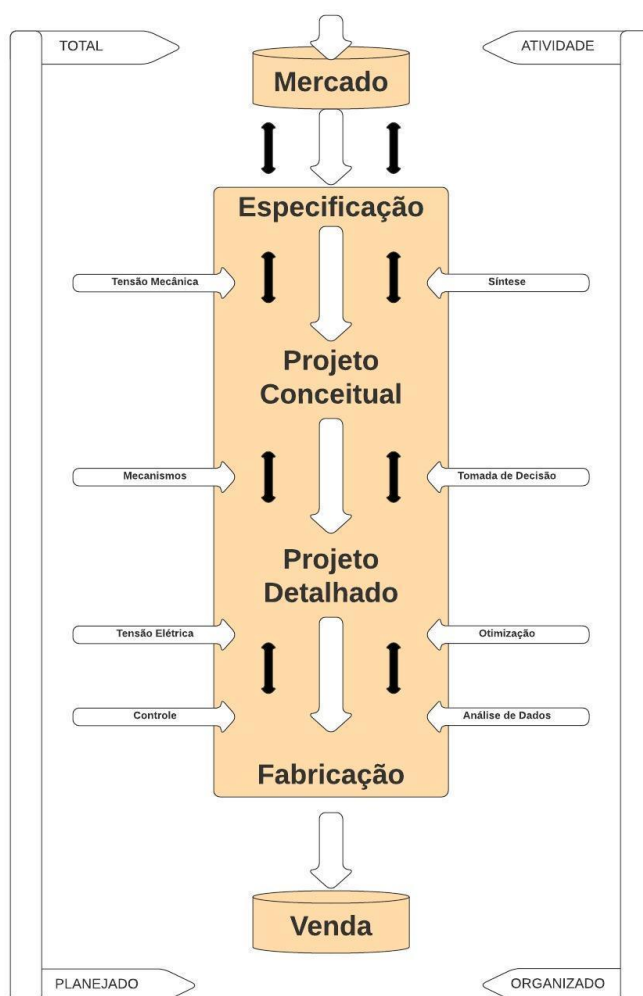 TOTAL
ATIVIDADE
Mercado
Especificação
Tensão Mecânica
Síntese
Projeto
Conceitual
Mecanismos
Tomada de Decisão
Projeto
Detalhado
Tensão Elétrica
Otimização
Controle
Análise de Dados
Fabricação
Venda
PLANEJADO
ORGANIZADO